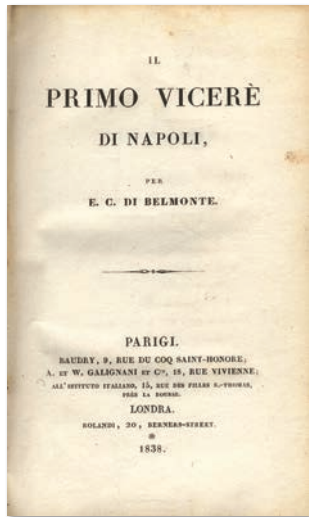 IL
PRIMO VICERÈ
DI NAPOLI,
PER
E. C. DI BELMONTE.
PARIGI.
BAUDRY, 9, RUE DU COQ SAINT-HONORE;
A. ET W. GALIGNANI ET Cie, 18, RUE VIVIENNE;
ALL'ISTITUTO ITALIANO, 15, RUE DES FILLES S.-THOMAS,
PRÈS LA BOURSE.
LONDRA.
ROLANDI, 20, BERNERS-STREET.
1838.